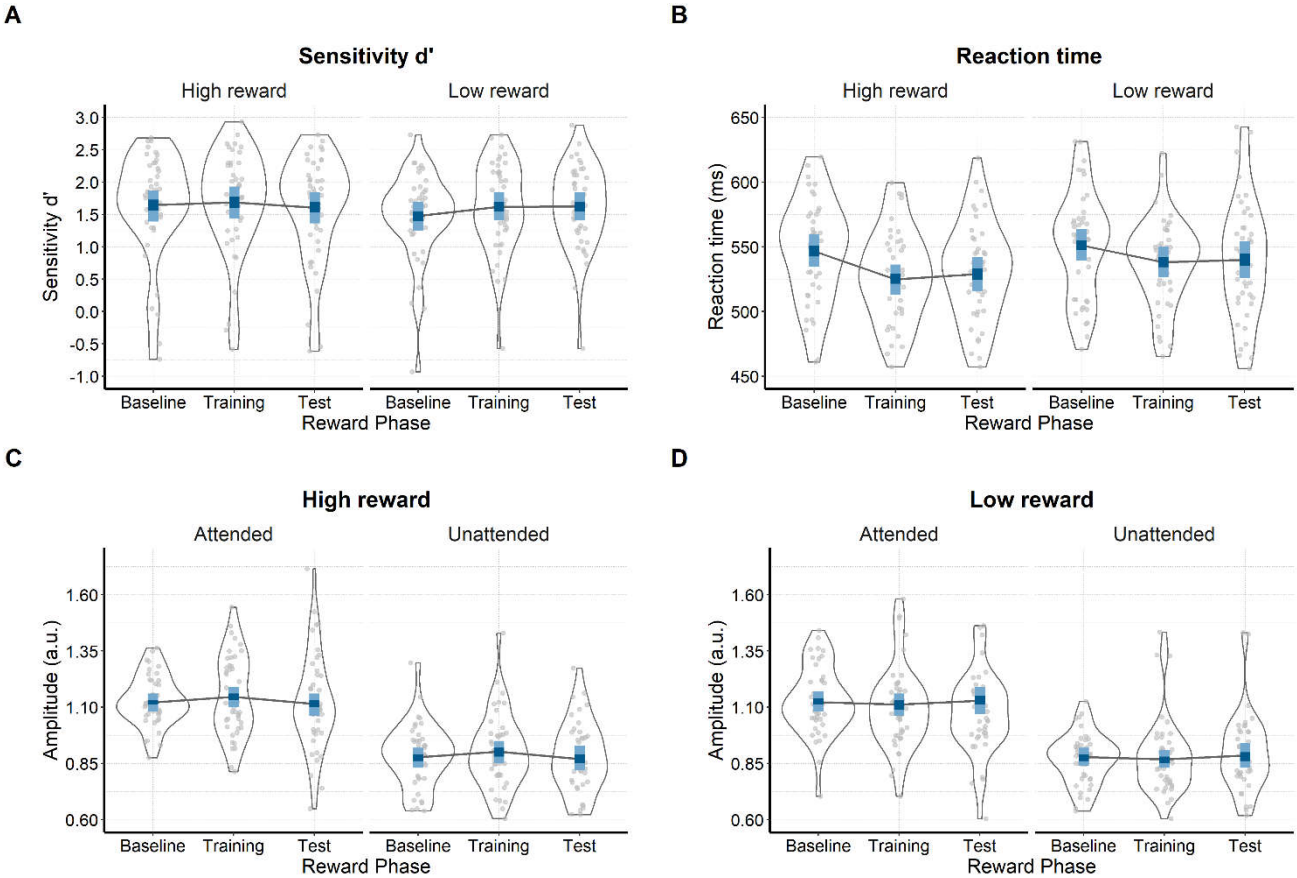 A
Sensitivity d'
High reward
Low reward
Sensitivity d'
3.0
2.5
2.0
1.5
1.0
0.5
0.0
-0.5
-1.0
Baseline Training Test
Baseline Training Test
Reward Phase
B
Reaction time
High reward
Low reward
Reaction time (ms)
650
600
550
500
450
Baseline Training Test
Baseline Training Test
Reward Phase
C
High reward
Attended
Unattended
Amplitude (a.u.)
1.60
1.35
1.10
0.85
0.60
Baseline Training Test
Baseline Training Test
Reward Phase
D
Low reward
Attended
Unattended
Amplitude (a.u.)
1.60
1.35
1.10
0.85
0.60
Baseline Training Test
Baseline Training Test
Reward Phase